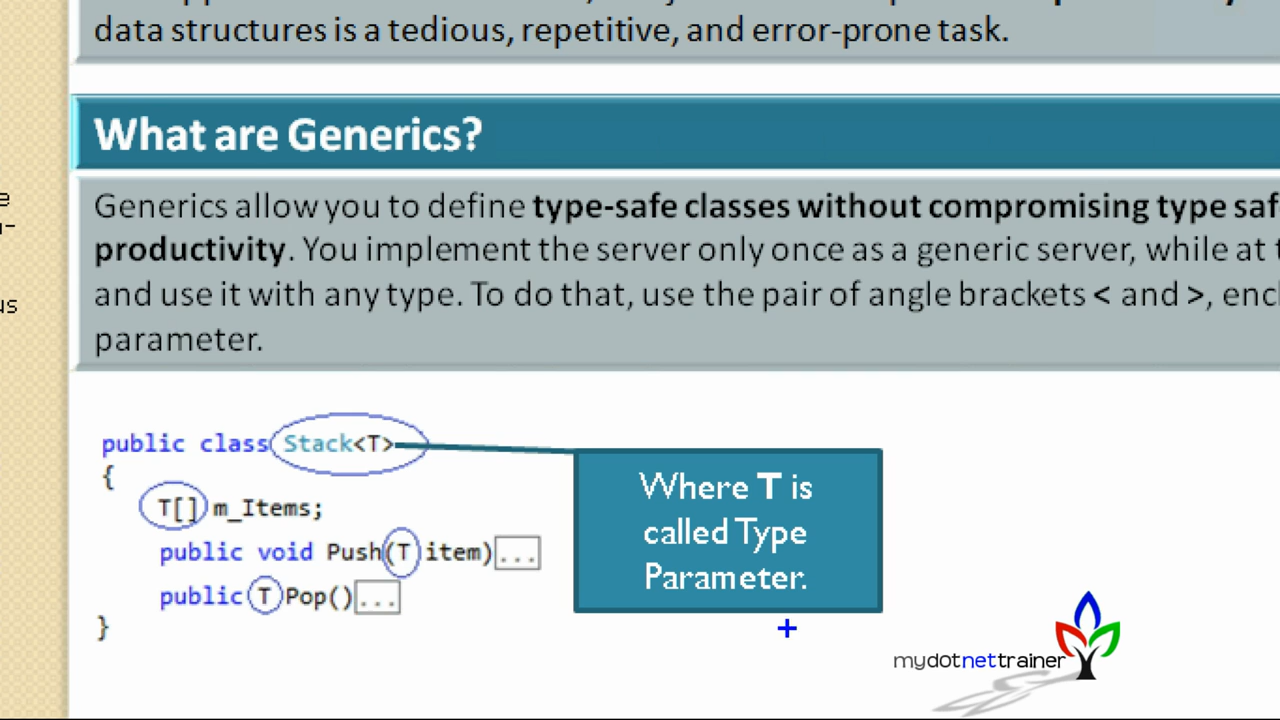 data structures is a tedious, repetitive, and error-prone task.
What are Generics?
Generics allow you to define type-safe classes without compromising type saf
productivity. You implement the server only once as a generic server, while at t
and use it with any type. To do that, use the pair of angle brackets < and >, encl
parameter.
public class Stack<T>
{
T[] m_Items;
public void Push(T item)...
public T Pop()...
}
Where T is
called Type
Parameter.
mydotnettrainer